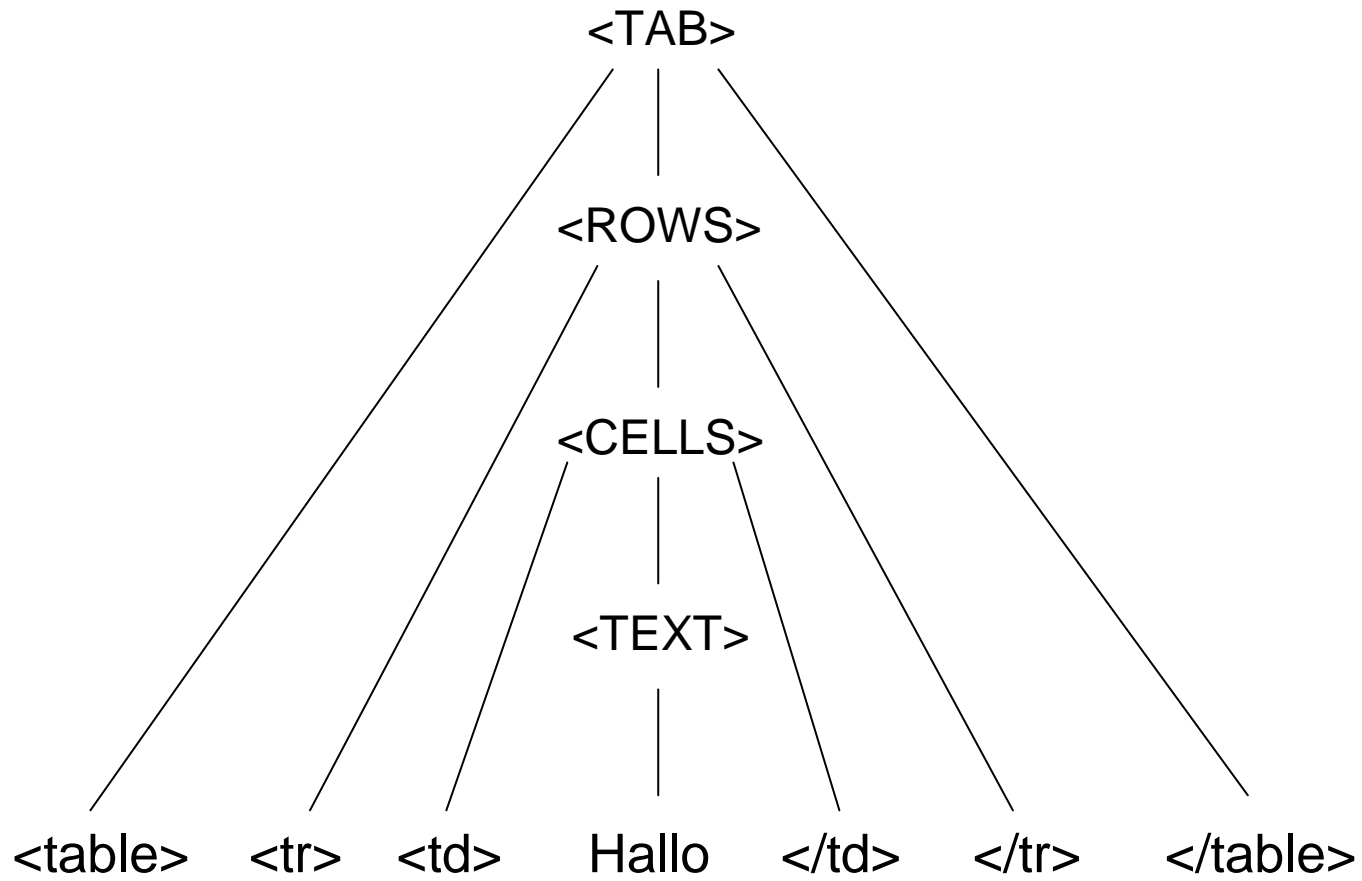 <TAB>
<ROWS>
<CELLS>
<TEXT>
<table> <tr> <td> Hallo </td> </tr> </table>